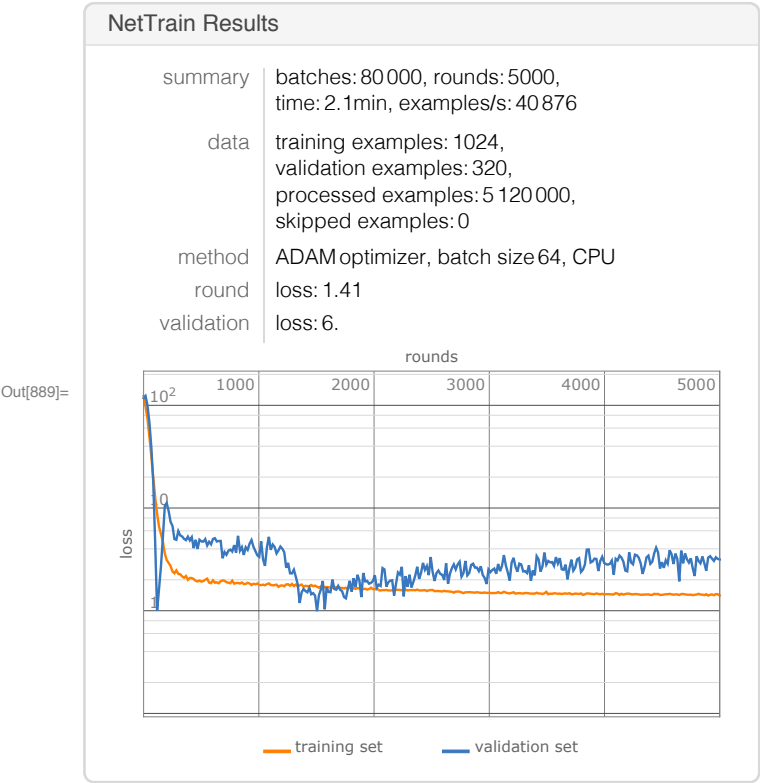 NetTrain Results
summary batches: 80 000, rounds: 5000,
time: 2.1min, examples/s: 40 876
data training examples: 1024,
validation examples: 320,
processed examples: 5 120 000,
skipped examples: 0
method ADAM optimizer, batch size 64, CPU
round loss: 1.41
validation loss: 6.
Out[889]=
rounds
1000 2000 3000 4000 5000
10²
10
1
loss
training set validation set